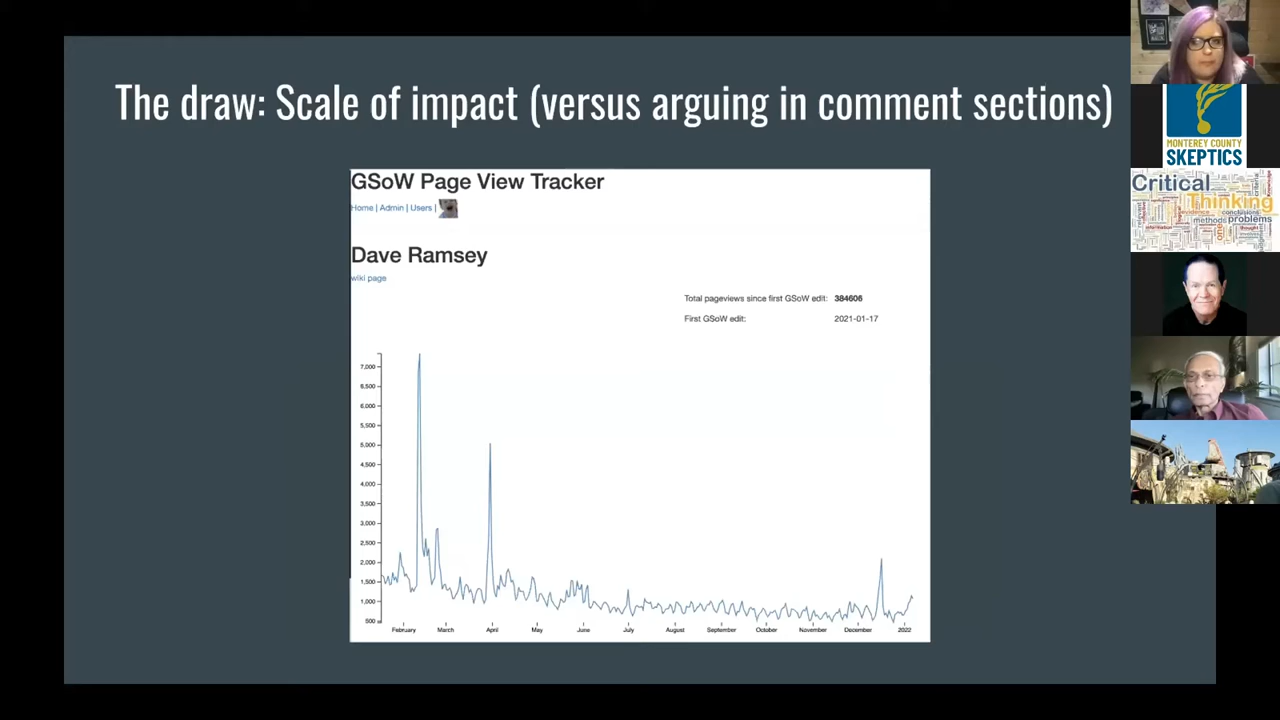 The draw: Scale of impact (versus arguing in comment sections)
GSoW Page View Tracker
Home | Admin | Users |
Dave Ramsey
wiki page
Total pageviews since first GSoW edit: 384606
First GSoW edit: 2021-01-17
7,000
6,500
6,000
5,500
5,000
4,500
4,000
3,500
3,000
2,500
2,000
1,500
1,000
500
February March April May June July August September October November December 2022
MONTEREY COUNTY
SKEPTICS
Critical
Thinking
evidence conclusions
methods problems